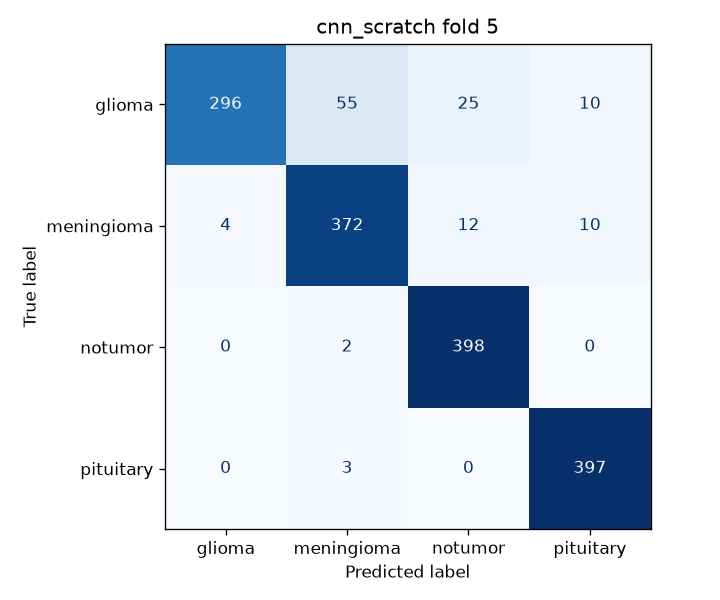 cnn_scratch fold 5
True label
glioma 296 55 25 10
meningioma 4 372 12 10
notumor 0 2 398 0
pituitary 0 3 0 397
glioma meningioma notumor pituitary
Predicted label